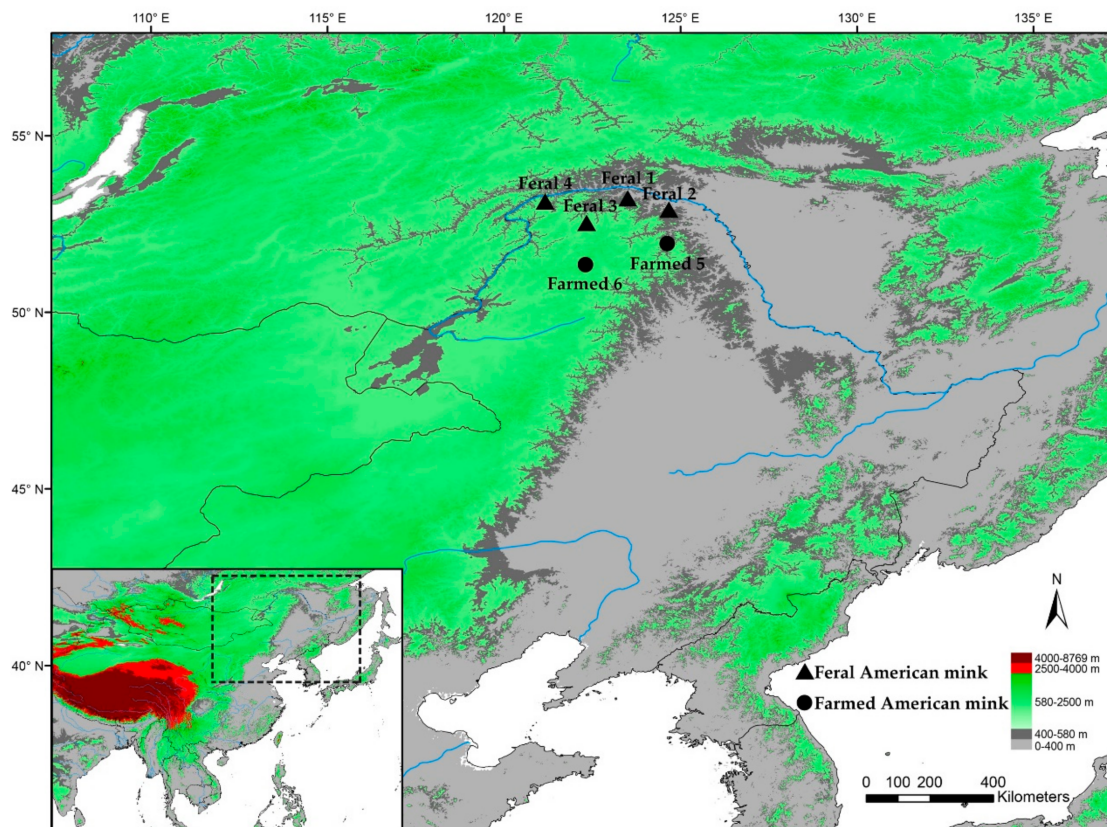 110° E 115° E 120° E 125° E 130° E 135° E
55° N
Feral 4
Feral 1
Feral 3
Feral 2
Farmed 5
Farmed 6
50° N
45° N
N
40° N
Feral American mink
Farmed American mink
4000-8769 m
2500-4000 m
580-2500 m
400-580 m
0-400 m
0 100 200 400
Kilometers